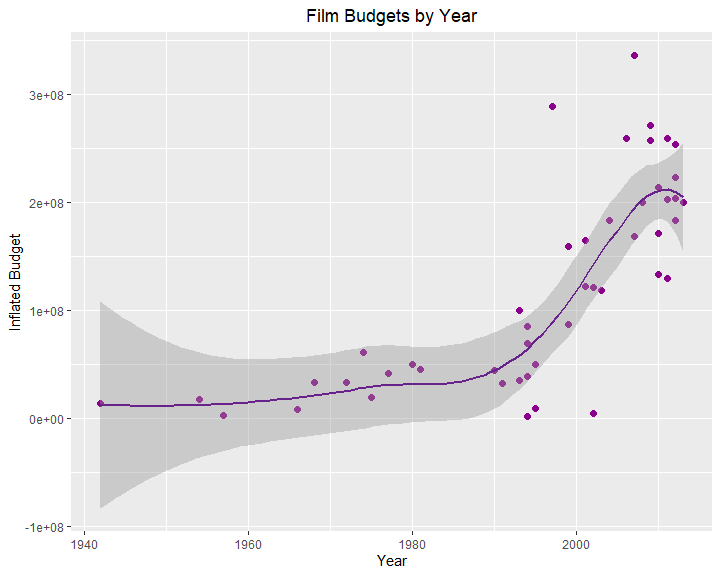 Film Budgets by Year
Inflated Budget
3e+08
2e+08
1e+08
0e+00
-1e+08
1940 1960 1980 2000
Year